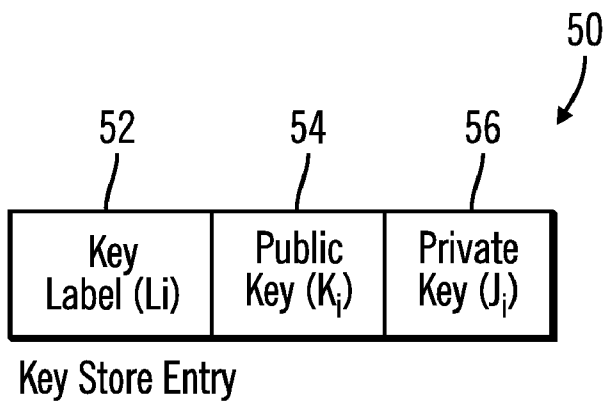 50
52 54 56
Key Public Private
Label (Li) Key (Ki) Key (Ji)
Key Store Entry